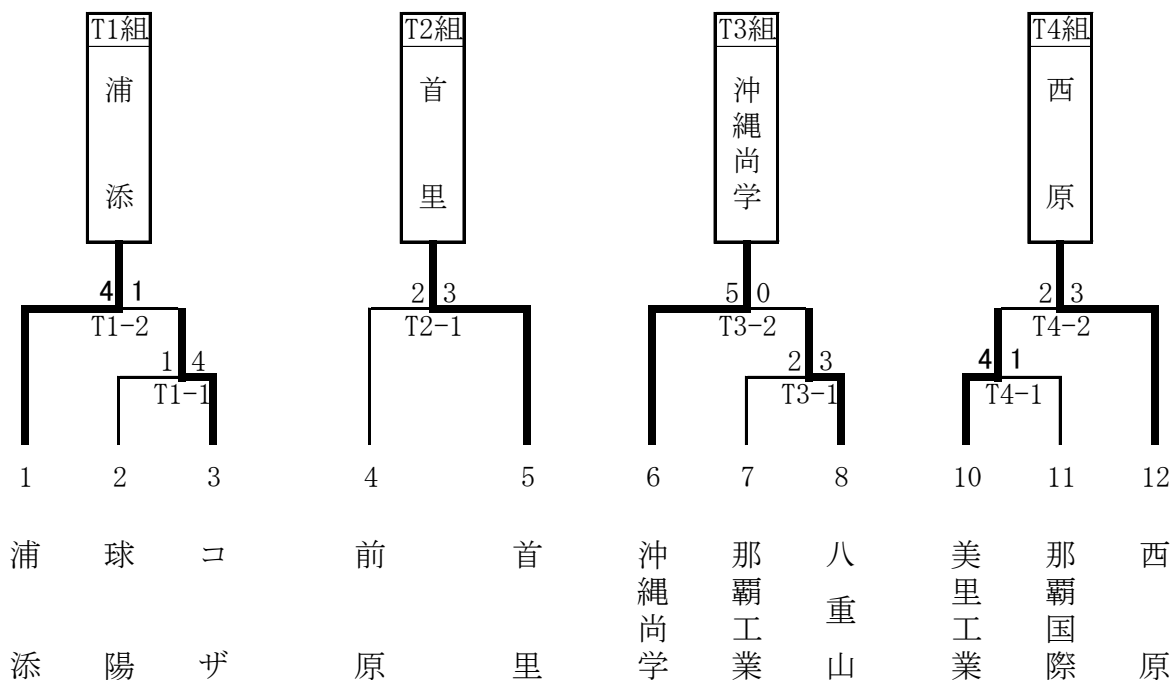 T1組 T2組 T3組 T4組
浦添 首里 沖縄尚学 西原
4 1 2 3 5 0 2 3
T1-2 T2-1 T3-2 T4-2
1 4 2 3 4 1
T1-1 T3-1 T4-1
1 2 3 4 5 6 7 8 10 11 12
浦添 球陽 コザ 前原 首里 沖縄尚学 那覇工業 八重山 美里工業 那覇国際 西原